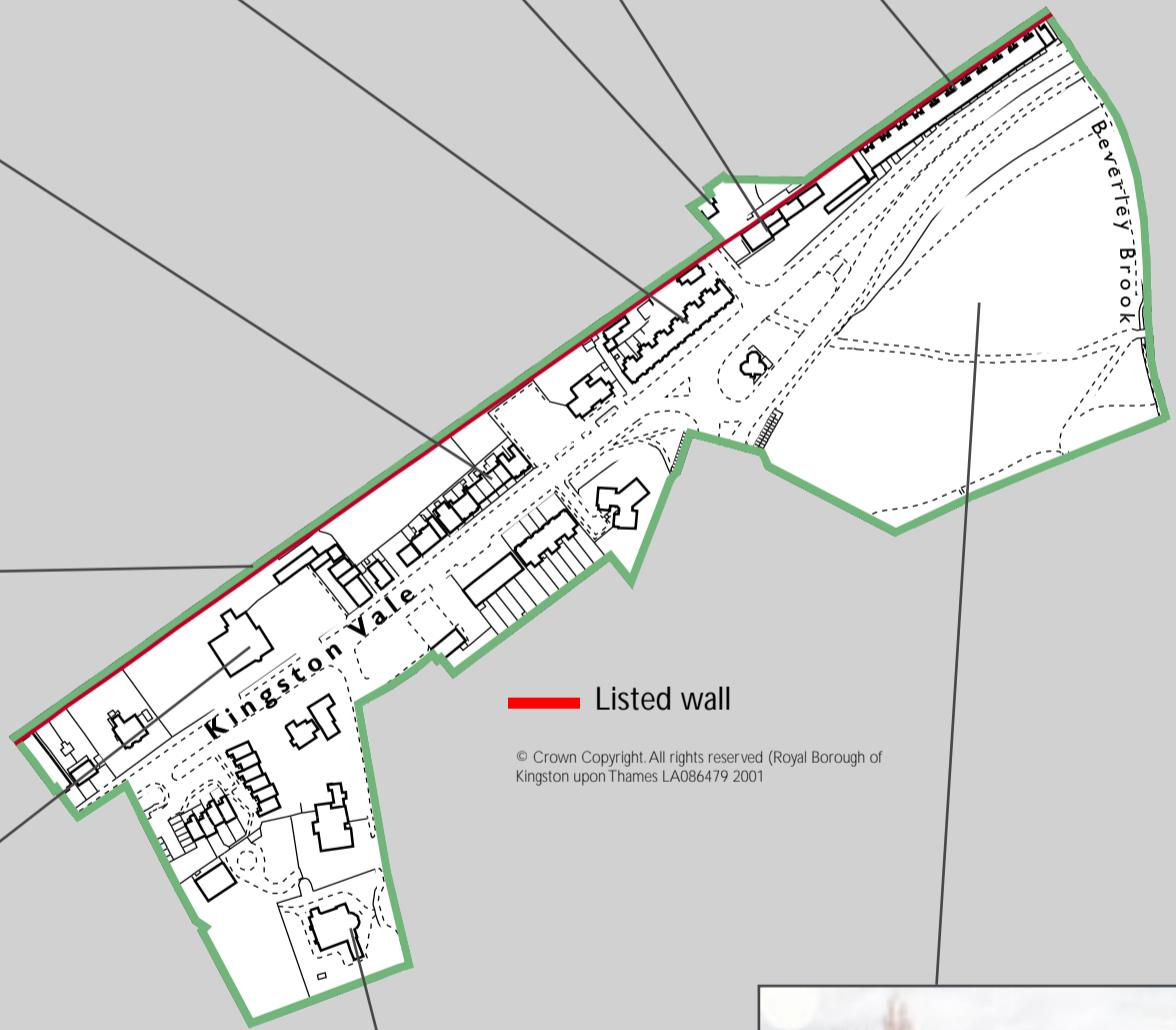 Beverley Brook
Kingston Vale
Listed wall
© Crown Copyright. All rights reserved (Royal Borough of
Kingston upon Thames LA086479 2001